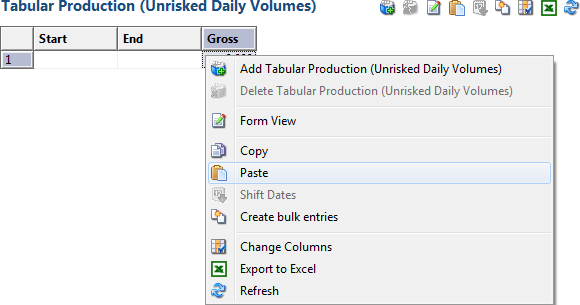 Tabular Production (Unrisked Daily Volumes)
Start End Gross
1
Add Tabular Production (Unrisked Daily Volumes)
Delete Tabular Production (Unrisked Daily Volumes)
Form View
Copy
Paste
Shift Dates
Create bulk entries
Change Columns
Export to Excel
Refresh